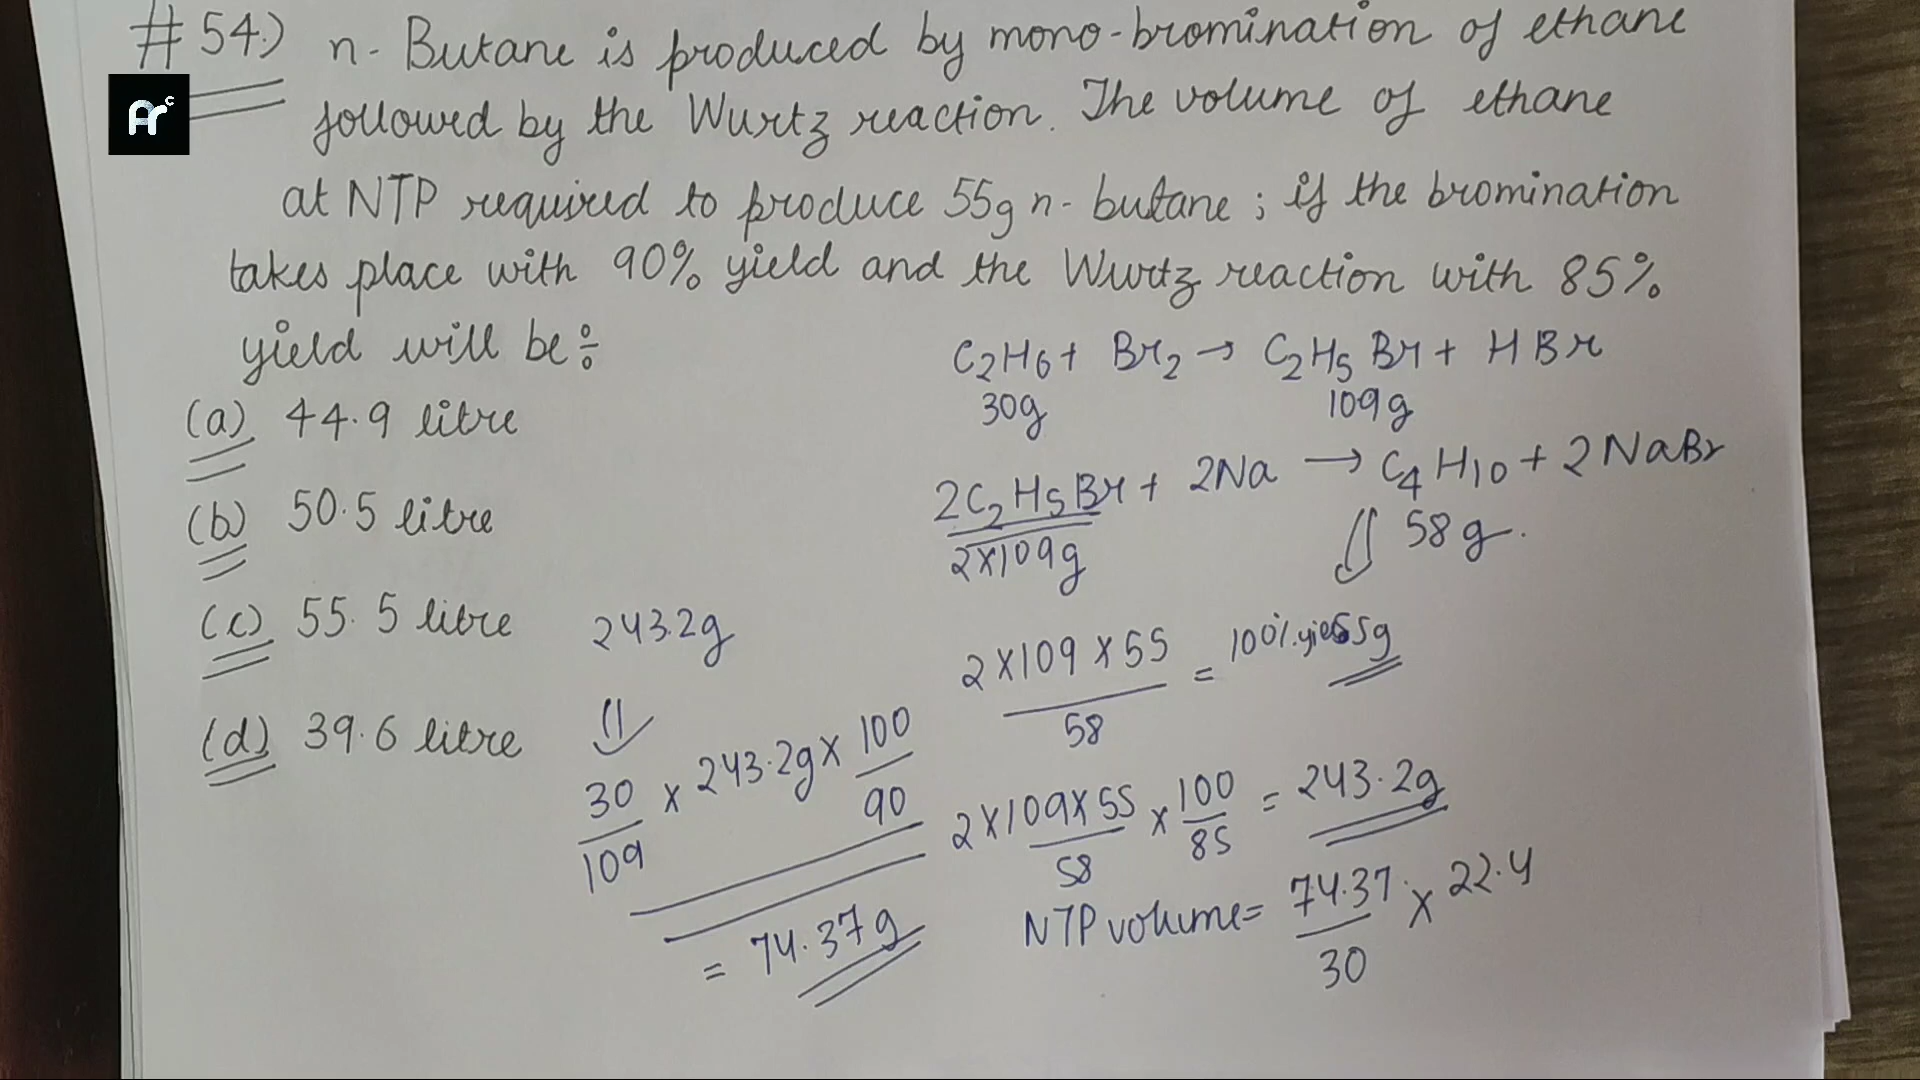 #54.) n-Butane is produced by mono-bromination of ethane
Arc
followed by the Wurtz reaction. The volume of ethane
at NTP required to produce 55g n-butane; if the bromination
takes place with 90% yield and the Wurtz reaction with 85%
yield will be:
C2H6 + Br2 → C2H5Br + HBr
30g 109g
(a) 44.9 litre
2C2H5Br + 2Na → C4H10 + 2NaBr
2×109g 58g.
(b) 50.5 litre
(c) 55.5 litre
243.2g
2×109×55/58 = 100%. 55g
(d) 39.6 litre
30/109 × 243.2g × 100/90
= 74.37g
2×109×55/58 × 100/85 = 243.2g
NTP volume = 74.37/30 × 22.4